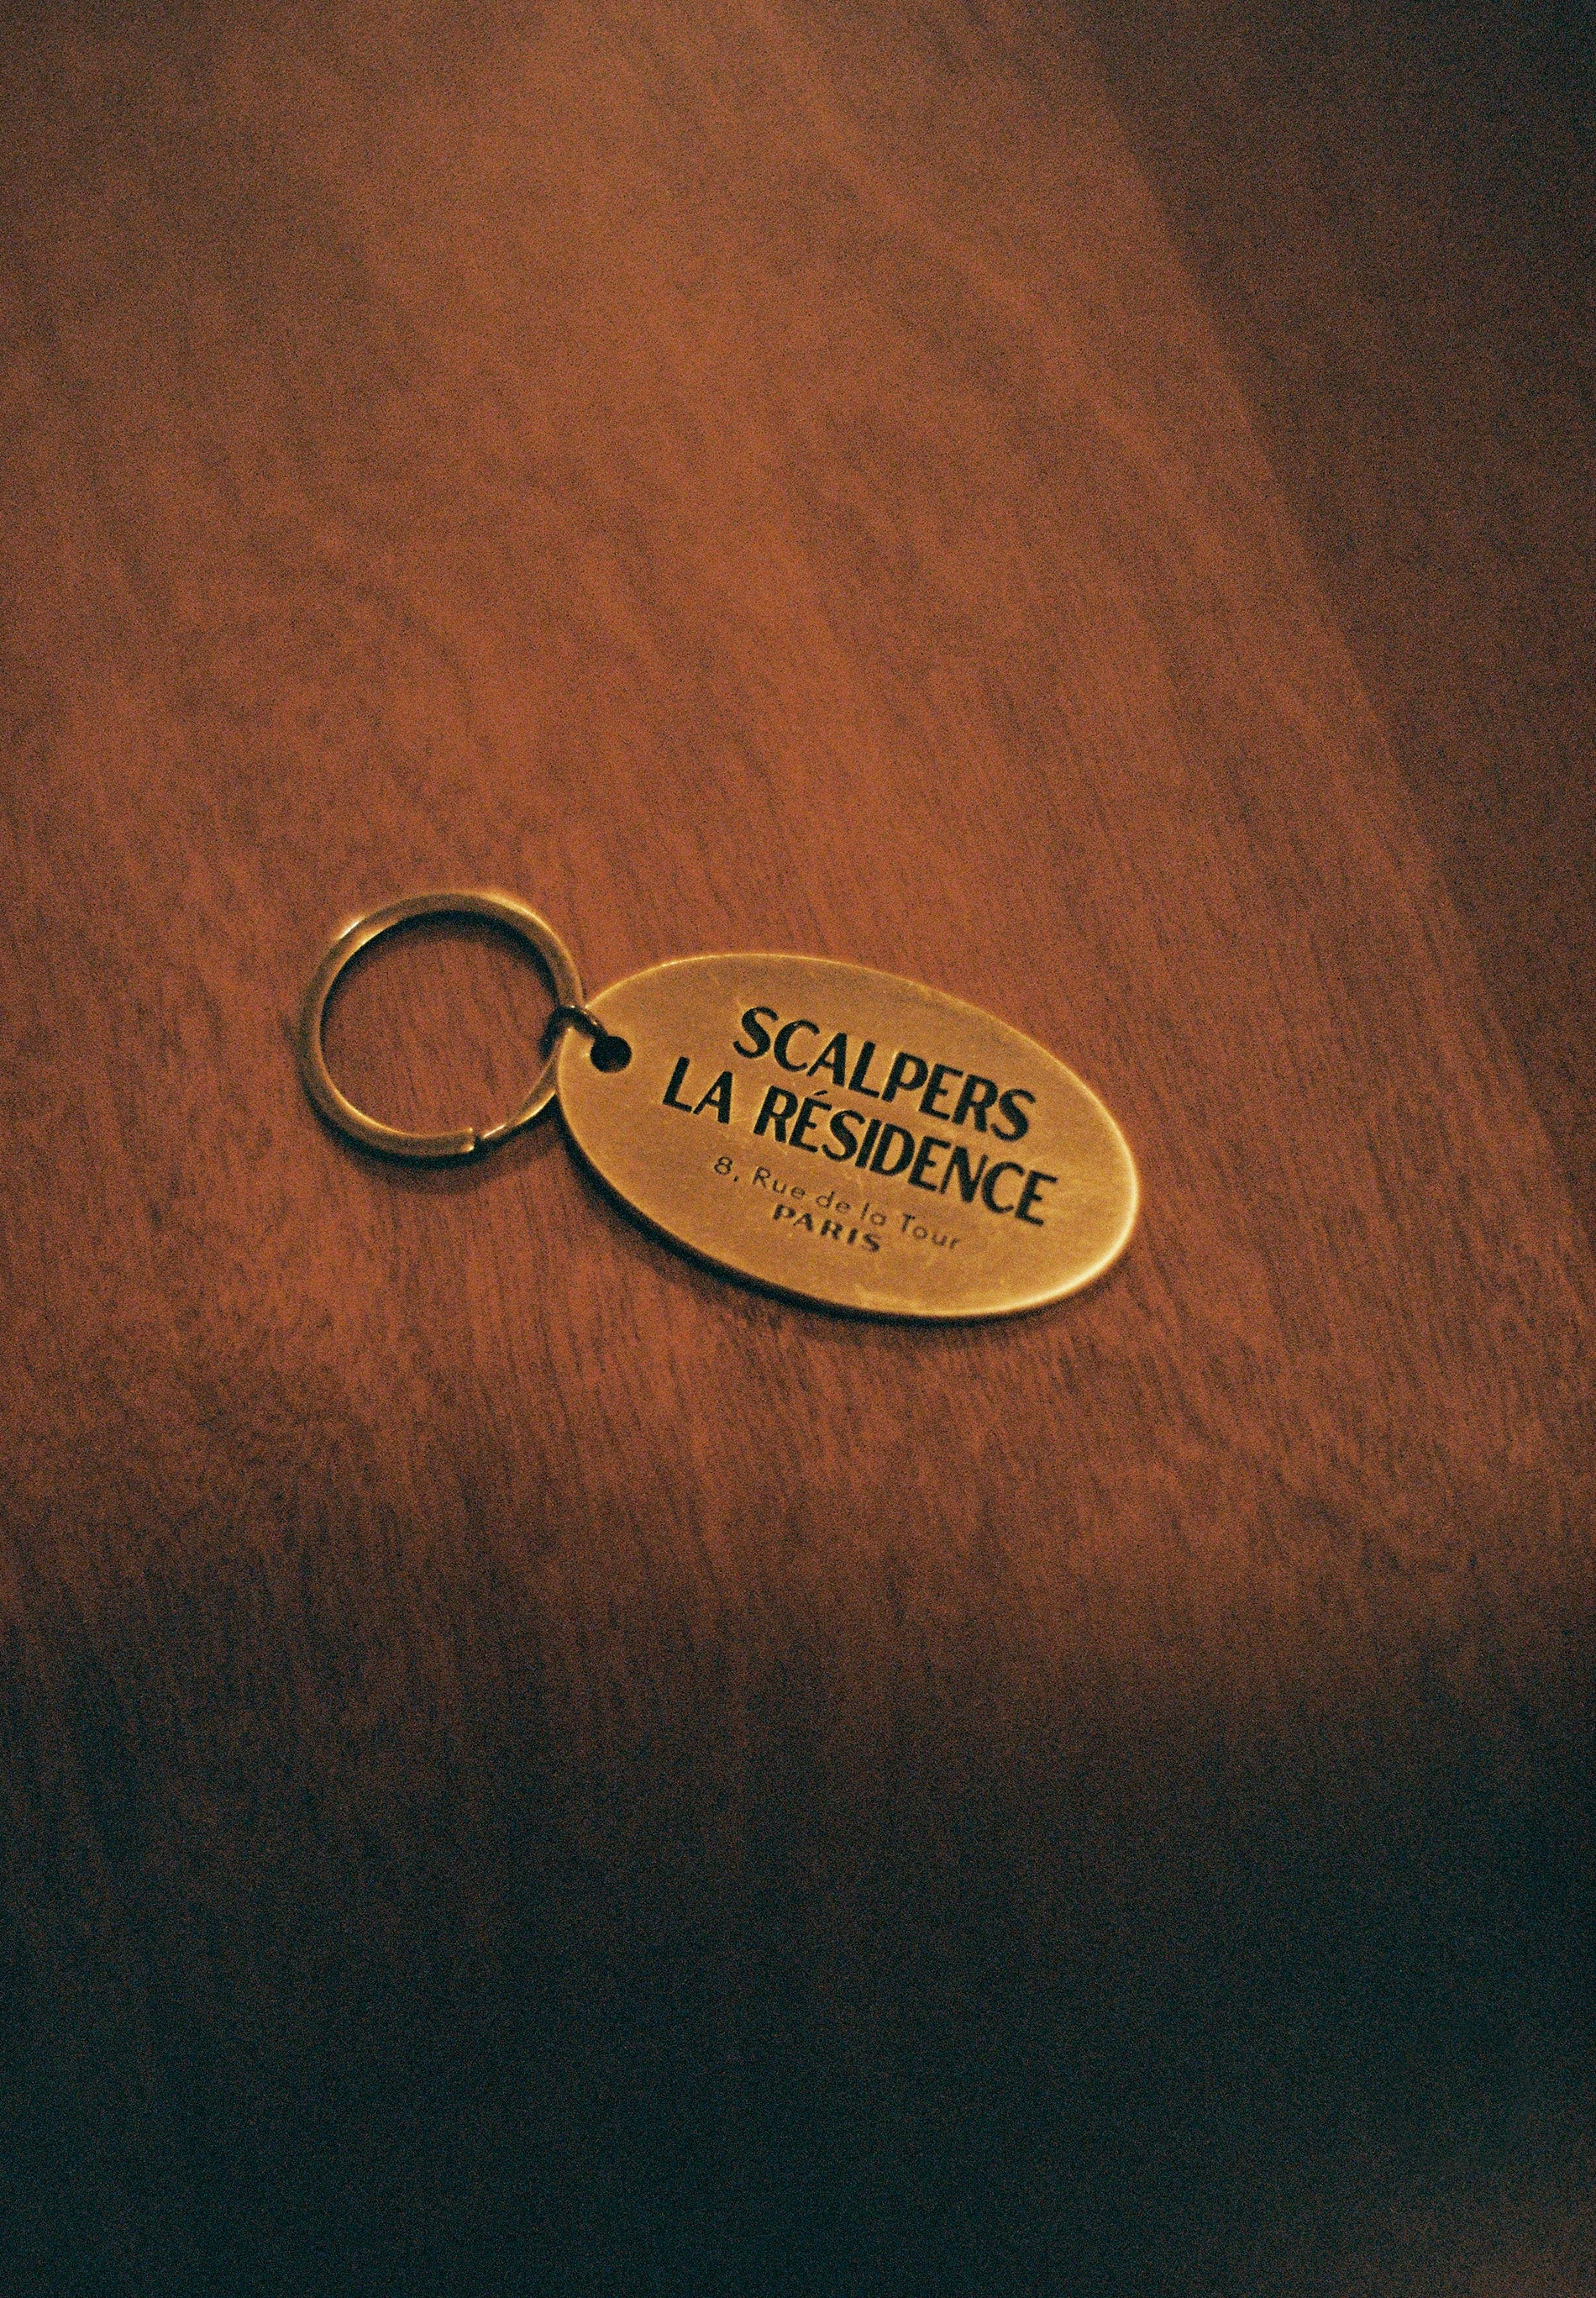 SCALPERS
LA RÉSIDENCE
8, Rue de la Tour
PARIS